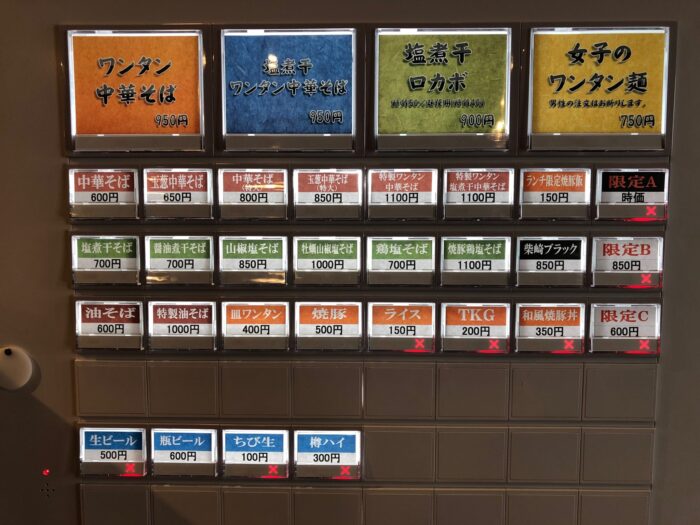 ワンタン
中華そば
950円
塩煮干
ワンタン中華そば
950円
塩煮干
ロカボ
900円
女子の
ワンタン麺
男性の注文はお断りします。
750円
中華そば
600円
玉葱中華そば
650円
中華そば
(特大)
800円
玉葱中華そば
(特大)
850円
特製ワンタン
中華そば
1100円
特製ワンタン
塩煮干中華そば
1100円
ランチ限定焼豚飯
150円
限定A
時価
塩煮干そば
700円
醤油煮干そば
700円
山椒塩そば
850円
牡蠣山椒塩そば
1000円
鶏塩そば
700円
焼豚鶏塩そば
1100円
柴崎ブラック
850円
限定B
850円
油そば
600円
特製油そば
1000円
皿ワンタン
400円
焼豚
500円
ライス
150円
TKG
200円
和風焼豚丼
350円
限定C
600円
生ビール
500円
瓶ビール
600円
ちび生
100円
樽ハイ
300円